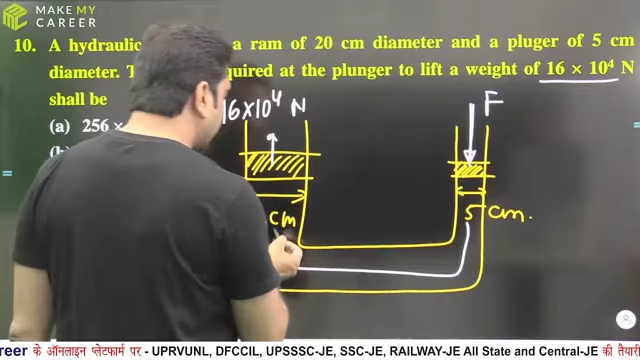 MAKE MY
CAREER
10. A hydraulic a ram of 20 cm diameter and a pluger of 5 cm
diameter. T quired at the plunger to lift a weight of 16 × 10⁴ N
shall be
(a) 256 ×
(b)
16×10⁴ N
F
cm
5 cm.
career के ऑनलाइन प्लेटफार्म पर - UPRVUNL, DFCCIL, UPSSSC-JE, SSC-JE, RAILWAY-JE All State and Central-JE की तैयारी